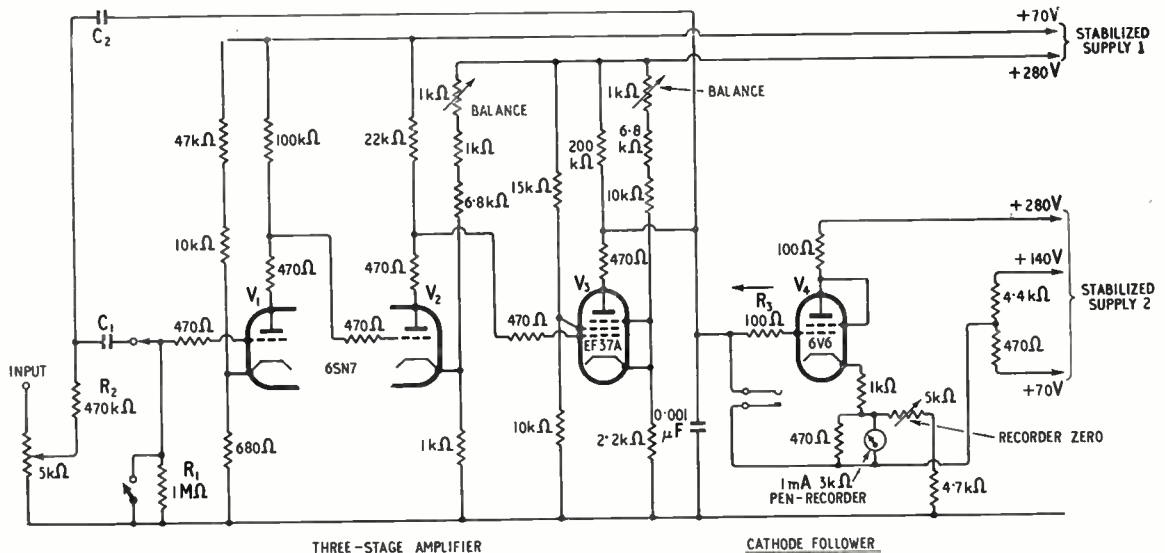 C2
+70V
STABILIZED
SUPPLY 1
+280V
1kΩ
BALANCE
1kΩ
BALANCE
47kΩ
100kΩ
22kΩ
1kΩ
200
kΩ
6.8
kΩ
15kΩ
6.8kΩ
10kΩ
+280V
10kΩ
100Ω
+140V
470Ω
470Ω
470Ω
V1
V2
V3
R3
V4
4.4kΩ
STABILIZED
SUPPLY 2
C1
470Ω
470Ω
470Ω
100Ω
470Ω
6SN7
EF37A
6V6
+70V
INPUT
R2
470kΩ
1kΩ
5kΩ
0.001
µF
RECORDER ZERO
5kΩ
680Ω
1kΩ
10kΩ
2.2kΩ
470Ω
R1
1MΩ
1mA 3kΩ
PEN-RECORDER
4.7kΩ
THREE-STAGE AMPLIFIER
CATHODE FOLLOWER